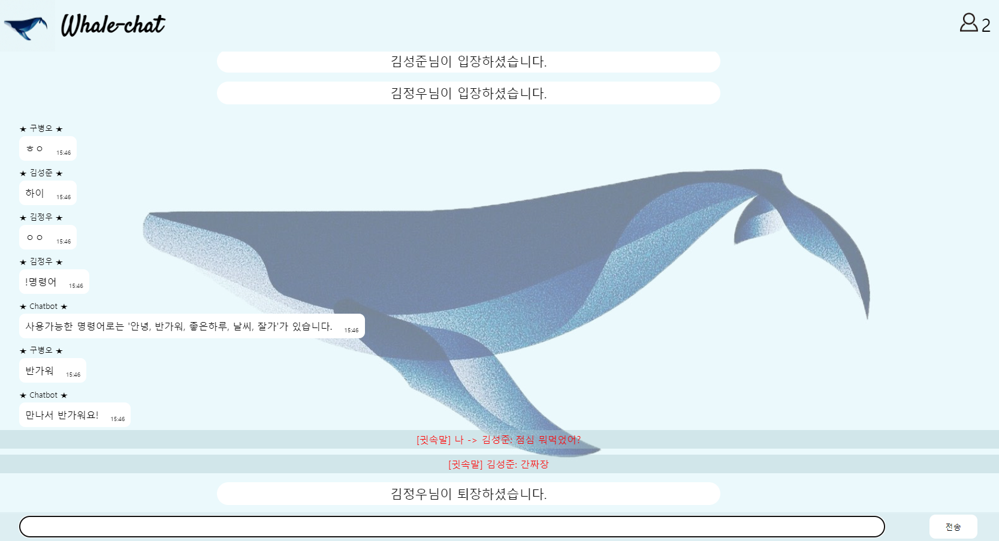 Whale-chat
2
김성준님이 입장하셨습니다.
김정우님이 입장하셨습니다.
★ 구병오 ★
ㅎㅇ 15:46
★ 김성준 ★
하이 15:46
★ 김정우 ★
ㅇㅇ 15:46
★ 김정우 ★
!명령어 15:46
★ Chatbot ★
사용가능한 명령어로는 '안녕, 반가워, 좋은하루, 날씨, 잘가'가 있습니다. 15:46
★ 구병오 ★
반가워 15:46
★ Chatbot ★
만나서 반가워요! 15:46
[귓속말] 나 -> 김성준: 점심 뭐먹었어?
[귓속말] 김성준: 간짜장
김정우님이 퇴장하셨습니다.
전송